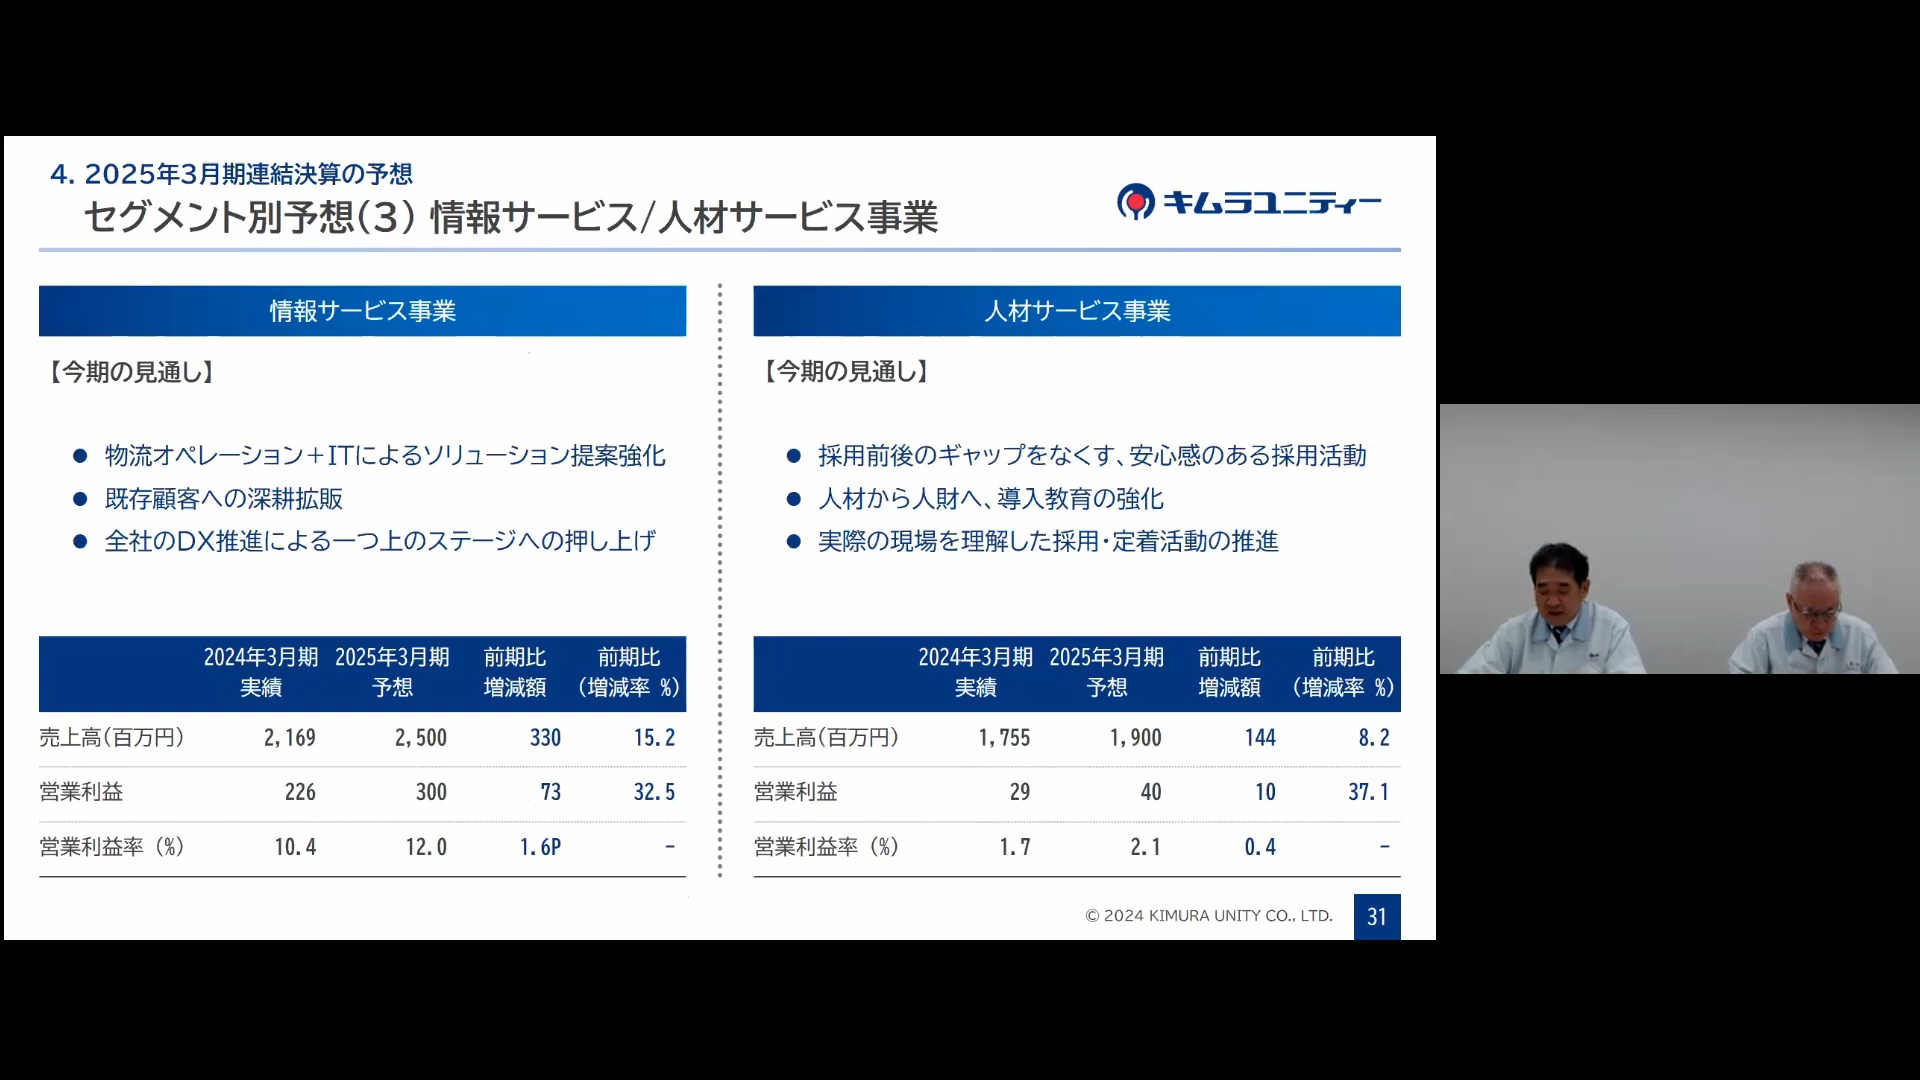 4. 2025年3月期連結決算の予想
セグメント別予想(3) 情報サービス/人材サービス事業
キムラユニティー
情報サービス事業
【今期の見通し】
● 物流オペレーション+ITによるソリューション提案強化
● 既存顧客への深耕拡販
● 全社のDX推進による一つ上のステージへの押し上げ
2024年3月期 実績 2025年3月期 予想 前期比 増減額 前期比 (増減率 %)
売上高(百万円) 2,169 2,500 330 15.2
営業利益 226 300 73 32.5
営業利益率 (%) 10.4 12.0 1.6P -
人材サービス事業
【今期の見通し】
● 採用前後のギャップをなくす、安心感のある採用活動
● 人材から人財へ、導入教育の強化
● 実際の現場を理解した採用・定着活動の推進
2024年3月期 実績 2025年3月期 予想 前期比 増減額 前期比 (増減率 %)
売上高(百万円) 1,755 1,900 144 8.2
営業利益 29 40 10 37.1
営業利益率 (%) 1.7 2.1 0.4 -
© 2024 KIMURA UNITY CO., LTD.
31